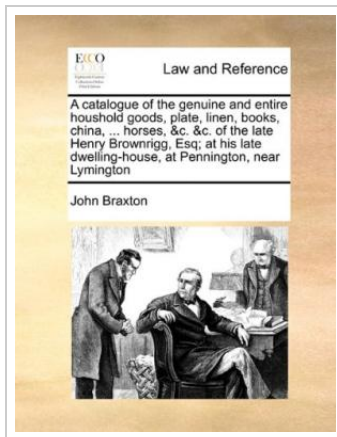 ECCO
Law and Reference
A catalogue of the genuine and entire
houshold goods, plate, linen, books,
china, ... horses, &c. &c. of the late
Henry Brownrigg, Esq; at his late
dwelling-house, at Pennington, near
Lymington
John Braxton